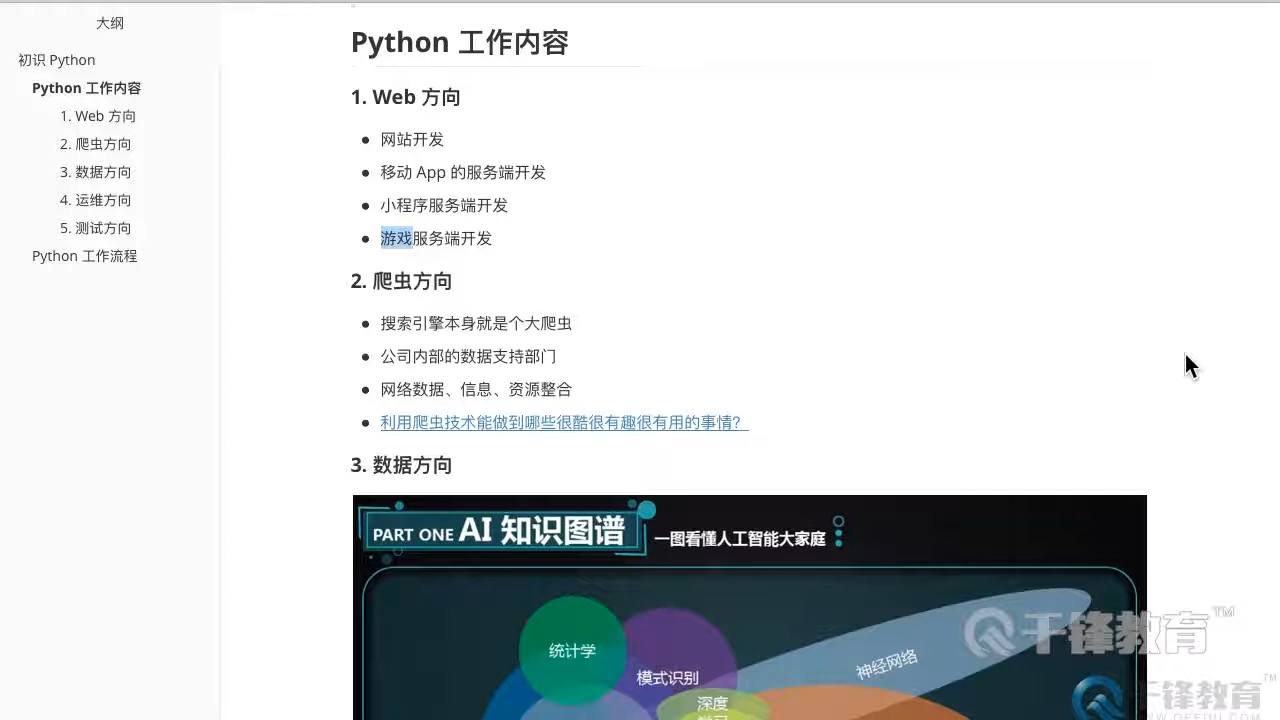 大纲
初识 Python
Python 工作内容
1. Web 方向
2. 爬虫方向
3. 数据方向
4. 运维方向
5. 测试方向
Python 工作流程
Python 工作内容
1. Web 方向
网站开发
移动 App 的服务端开发
小程序服务端开发
游戏服务端开发
2. 爬虫方向
搜索引擎本身就是个大爬虫
公司内部的数据支持部门
网络数据、信息、资源整合
利用爬虫技术能做到哪些很酷很有趣很有用的事情？
3. 数据方向
PART ONE AI 知识图谱
一图看懂人工智能大家庭
统计学
模式识别
神经网络
深度
千锋教育™
千锋教育™